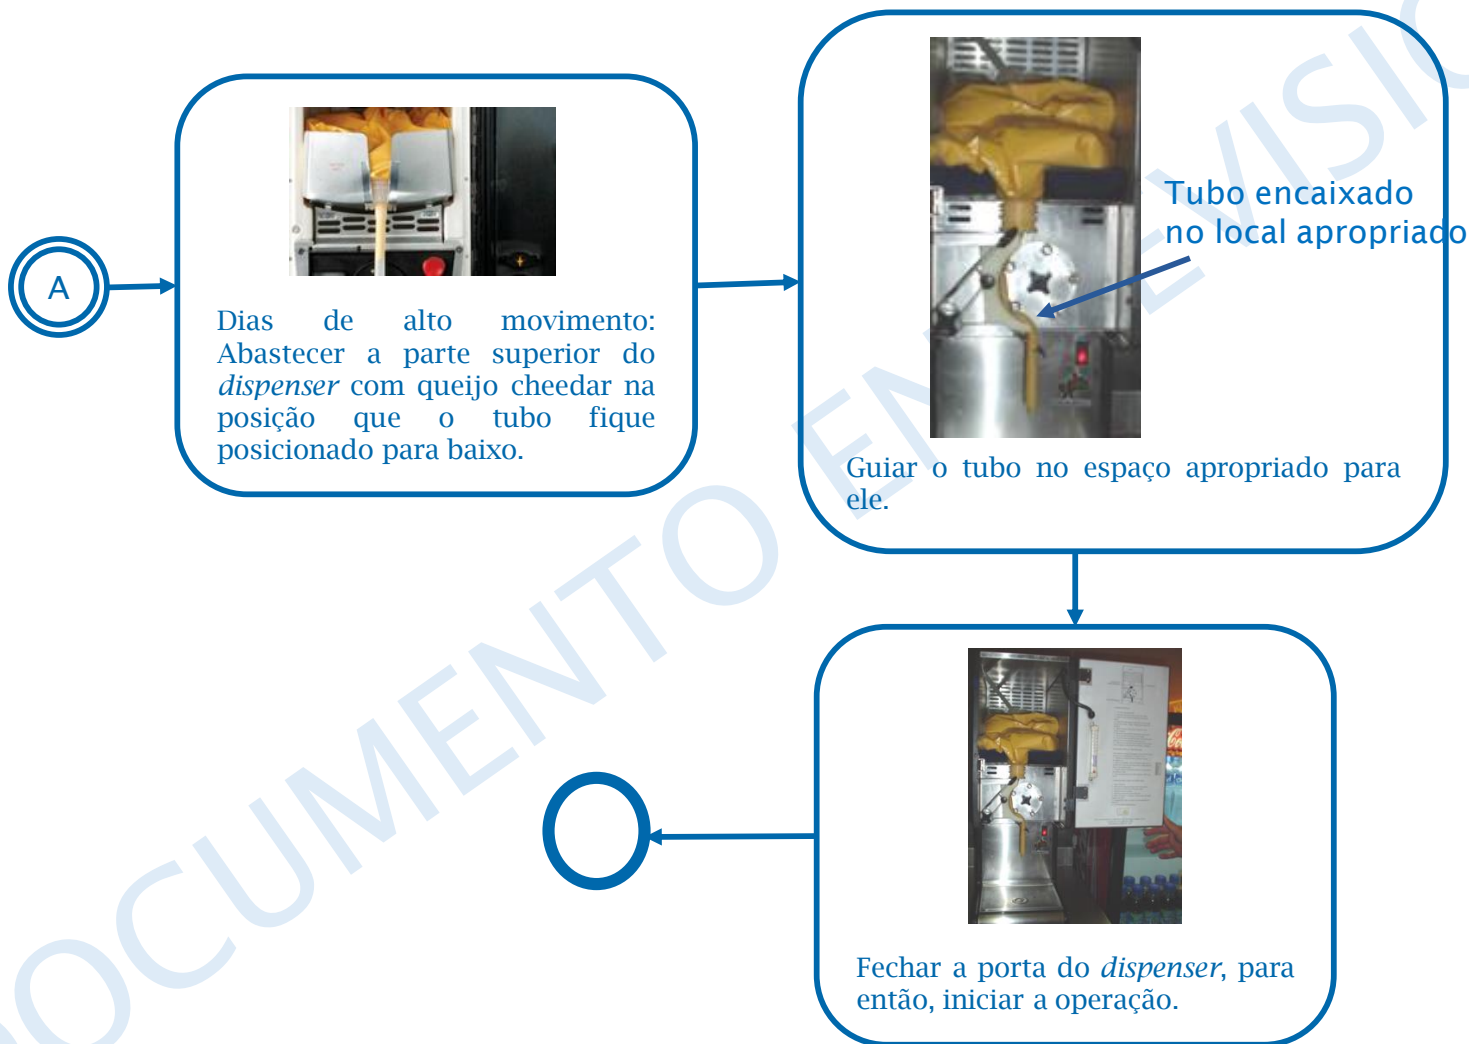 A
Dias de alto movimento:
Abastecer a parte superior do
dispenser com queijo cheedar na
posição que o tubo fique
posicionado para baixo.
Tubo encaixado
no local apropriado
Guiar o tubo no espaço apropriado para
ele.
Fechar a porta do dispenser, para
então, iniciar a operação.
DOCUMENTO EM REVISÃO